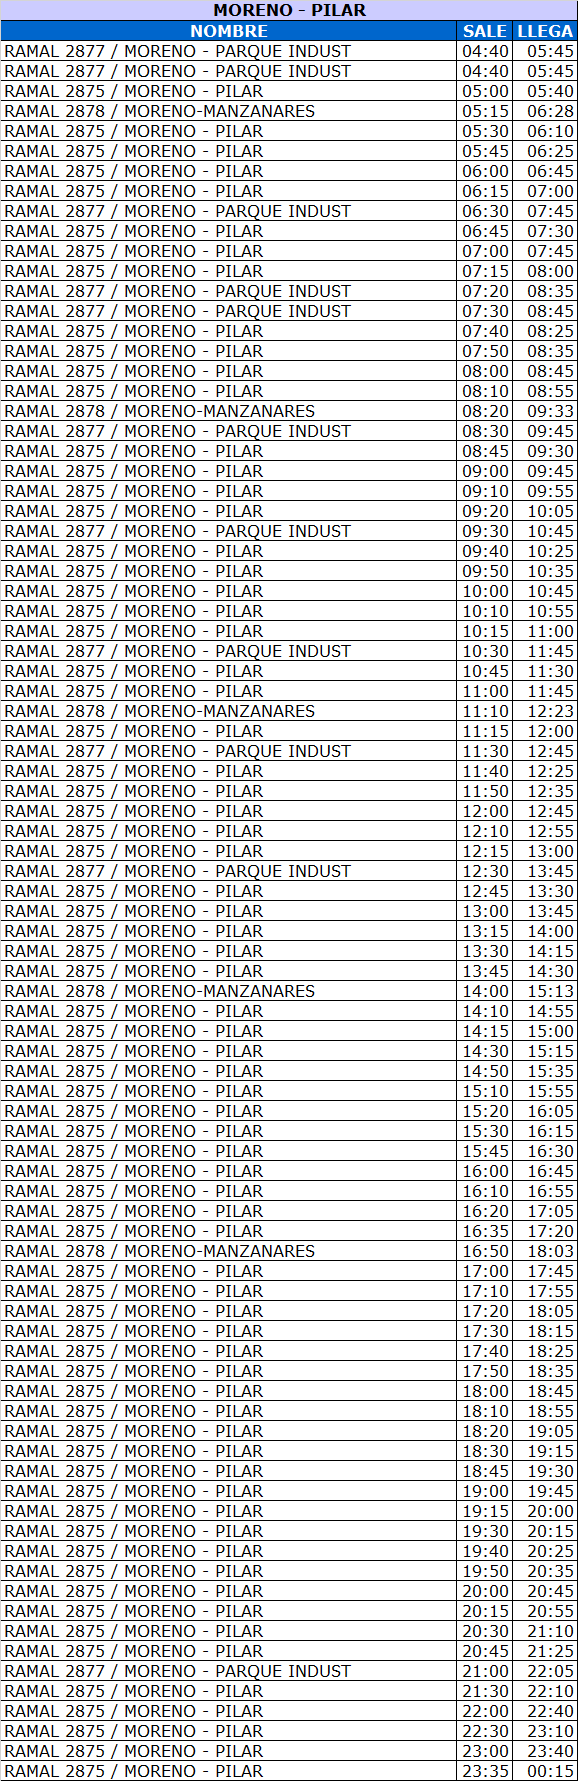 MORENO - PILAR
NOMBRE SALE LLEGA
RAMAL 2877 / MORENO - PARQUE INDUST 04:40 05:45
RAMAL 2877 / MORENO - PARQUE INDUST 04:40 05:45
RAMAL 2875 / MORENO - PILAR 05:00 05:40
RAMAL 2878 / MORENO-MANZANARES 05:15 06:28
RAMAL 2875 / MORENO - PILAR 05:30 06:10
RAMAL 2875 / MORENO - PILAR 05:45 06:25
RAMAL 2875 / MORENO - PILAR 06:00 06:45
RAMAL 2875 / MORENO - PILAR 06:15 07:00
RAMAL 2877 / MORENO - PARQUE INDUST 06:30 07:45
RAMAL 2875 / MORENO - PILAR 06:45 07:30
RAMAL 2875 / MORENO - PILAR 07:00 07:45
RAMAL 2875 / MORENO - PILAR 07:15 08:00
RAMAL 2877 / MORENO - PARQUE INDUST 07:20 08:35
RAMAL 2877 / MORENO - PARQUE INDUST 07:30 08:45
RAMAL 2875 / MORENO - PILAR 07:40 08:25
RAMAL 2875 / MORENO - PILAR 07:50 08:35
RAMAL 2875 / MORENO - PILAR 08:00 08:45
RAMAL 2875 / MORENO - PILAR 08:10 08:55
RAMAL 2878 / MORENO-MANZANARES 08:20 09:33
RAMAL 2877 / MORENO - PARQUE INDUST 08:30 09:45
RAMAL 2875 / MORENO - PILAR 08:45 09:30
RAMAL 2875 / MORENO - PILAR 09:00 09:45
RAMAL 2875 / MORENO - PILAR 09:10 09:55
RAMAL 2875 / MORENO - PILAR 09:20 10:05
RAMAL 2877 / MORENO - PARQUE INDUST 09:30 10:45
RAMAL 2875 / MORENO - PILAR 09:40 10:25
RAMAL 2875 / MORENO - PILAR 09:50 10:35
RAMAL 2875 / MORENO - PILAR 10:00 10:45
RAMAL 2875 / MORENO - PILAR 10:10 10:55
RAMAL 2875 / MORENO - PILAR 10:15 11:00
RAMAL 2877 / MORENO - PARQUE INDUST 10:30 11:45
RAMAL 2875 / MORENO - PILAR 10:45 11:30
RAMAL 2875 / MORENO - PILAR 11:00 11:45
RAMAL 2878 / MORENO-MANZANARES 11:10 12:23
RAMAL 2875 / MORENO - PILAR 11:15 12:00
RAMAL 2877 / MORENO - PARQUE INDUST 11:30 12:45
RAMAL 2875 / MORENO - PILAR 11:40 12:25
RAMAL 2875 / MORENO - PILAR 11:50 12:35
RAMAL 2875 / MORENO - PILAR 12:00 12:45
RAMAL 2875 / MORENO - PILAR 12:10 12:55
RAMAL 2875 / MORENO - PILAR 12:15 13:00
RAMAL 2877 / MORENO - PARQUE INDUST 12:30 13:45
RAMAL 2875 / MORENO - PILAR 12:45 13:30
RAMAL 2875 / MORENO - PILAR 13:00 13:45
RAMAL 2875 / MORENO - PILAR 13:15 14:00
RAMAL 2875 / MORENO - PILAR 13:30 14:15
RAMAL 2875 / MORENO - PILAR 13:45 14:30
RAMAL 2878 / MORENO-MANZANARES 14:00 15:13
RAMAL 2875 / MORENO - PILAR 14:10 14:55
RAMAL 2875 / MORENO - PILAR 14:15 15:00
RAMAL 2875 / MORENO - PILAR 14:30 15:15
RAMAL 2875 / MORENO - PILAR 14:50 15:35
RAMAL 2875 / MORENO - PILAR 15:10 15:55
RAMAL 2875 / MORENO - PILAR 15:20 16:05
RAMAL 2875 / MORENO - PILAR 15:30 16:15
RAMAL 2875 / MORENO - PILAR 15:45 16:30
RAMAL 2875 / MORENO - PILAR 16:00 16:45
RAMAL 2875 / MORENO - PILAR 16:10 16:55
RAMAL 2875 / MORENO - PILAR 16:20 17:05
RAMAL 2875 / MORENO - PILAR 16:35 17:20
RAMAL 2878 / MORENO-MANZANARES 16:50 18:03
RAMAL 2875 / MORENO - PILAR 17:00 17:45
RAMAL 2875 / MORENO - PILAR 17:10 17:55
RAMAL 2875 / MORENO - PILAR 17:20 18:05
RAMAL 2875 / MORENO - PILAR 17:30 18:15
RAMAL 2875 / MORENO - PILAR 17:40 18:25
RAMAL 2875 / MORENO - PILAR 17:50 18:35
RAMAL 2875 / MORENO - PILAR 18:00 18:45
RAMAL 2875 / MORENO - PILAR 18:10 18:55
RAMAL 2875 / MORENO - PILAR 18:20 19:05
RAMAL 2875 / MORENO - PILAR 18:30 19:15
RAMAL 2875 / MORENO - PILAR 18:45 19:30
RAMAL 2875 / MORENO - PILAR 19:00 19:45
RAMAL 2875 / MORENO - PILAR 19:15 20:00
RAMAL 2875 / MORENO - PILAR 19:30 20:15
RAMAL 2875 / MORENO - PILAR 19:40 20:25
RAMAL 2875 / MORENO - PILAR 19:50 20:35
RAMAL 2875 / MORENO - PILAR 20:00 20:45
RAMAL 2875 / MORENO - PILAR 20:15 20:55
RAMAL 2875 / MORENO - PILAR 20:30 21:10
RAMAL 2875 / MORENO - PILAR 20:45 21:25
RAMAL 2877 / MORENO - PARQUE INDUST 21:00 22:05
RAMAL 2875 / MORENO - PILAR 21:30 22:10
RAMAL 2875 / MORENO - PILAR 22:00 22:40
RAMAL 2875 / MORENO - PILAR 22:30 23:10
RAMAL 2875 / MORENO - PILAR 23:00 23:40
RAMAL 2875 / MORENO - PILAR 23:35 00:15